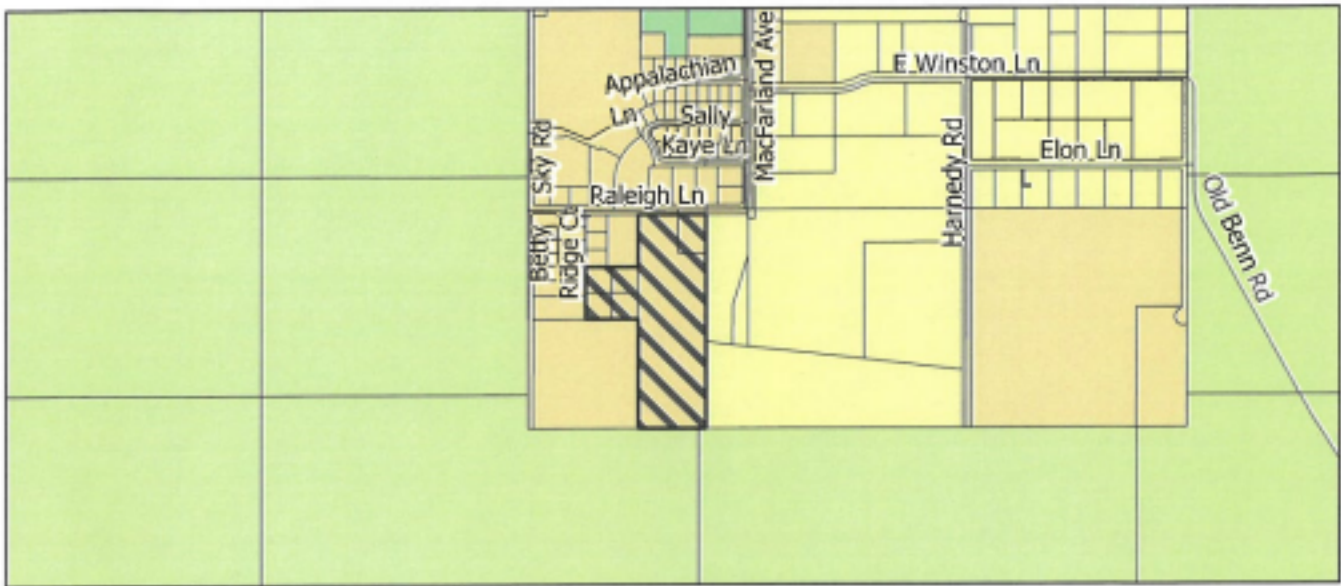 MacFarland Ave
E Winston Ln
Appalachian
Ln
Sally
Kaye Ln
Sky Rd
Harnedy Rd
Elon Ln
Raleigh Ln
Old Benn Rd
Betty
Ridge Ct